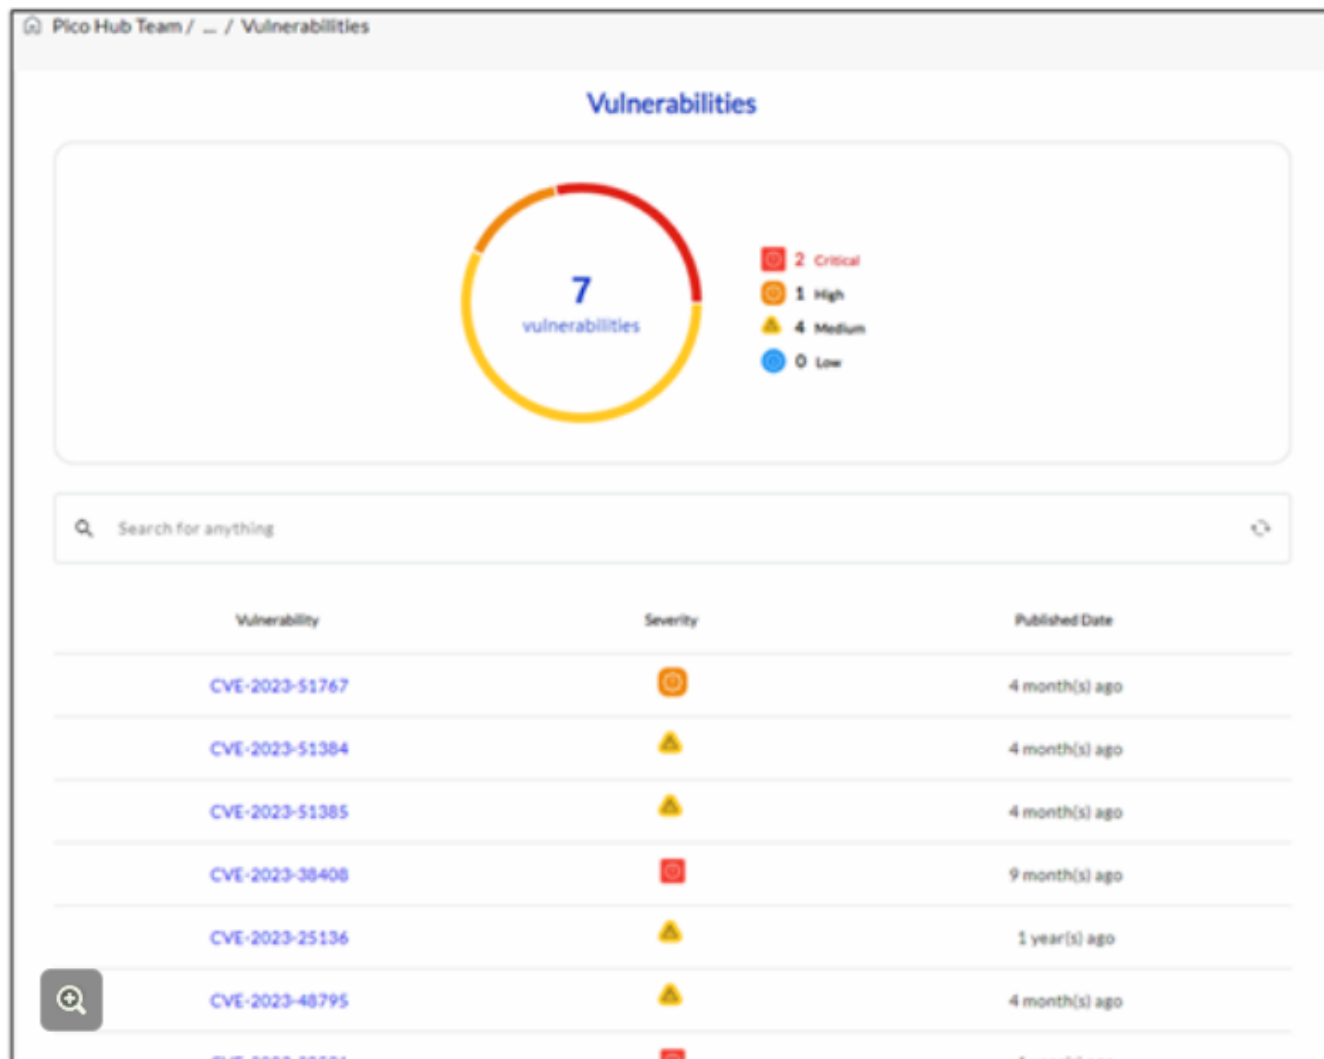 Pico Hub Team / ... / Vulnerabilities
Vulnerabilities
7
vulnerabilities
2 Critical
1 High
4 Medium
0 Low
Search for anything
Vulnerability Severity Published Date
CVE-2023-51767 4 month(s) ago
CVE-2023-51384 4 month(s) ago
CVE-2023-51385 4 month(s) ago
CVE-2023-38408 9 month(s) ago
CVE-2023-25136 1 year(s) ago
CVE-2023-48795 4 month(s) ago